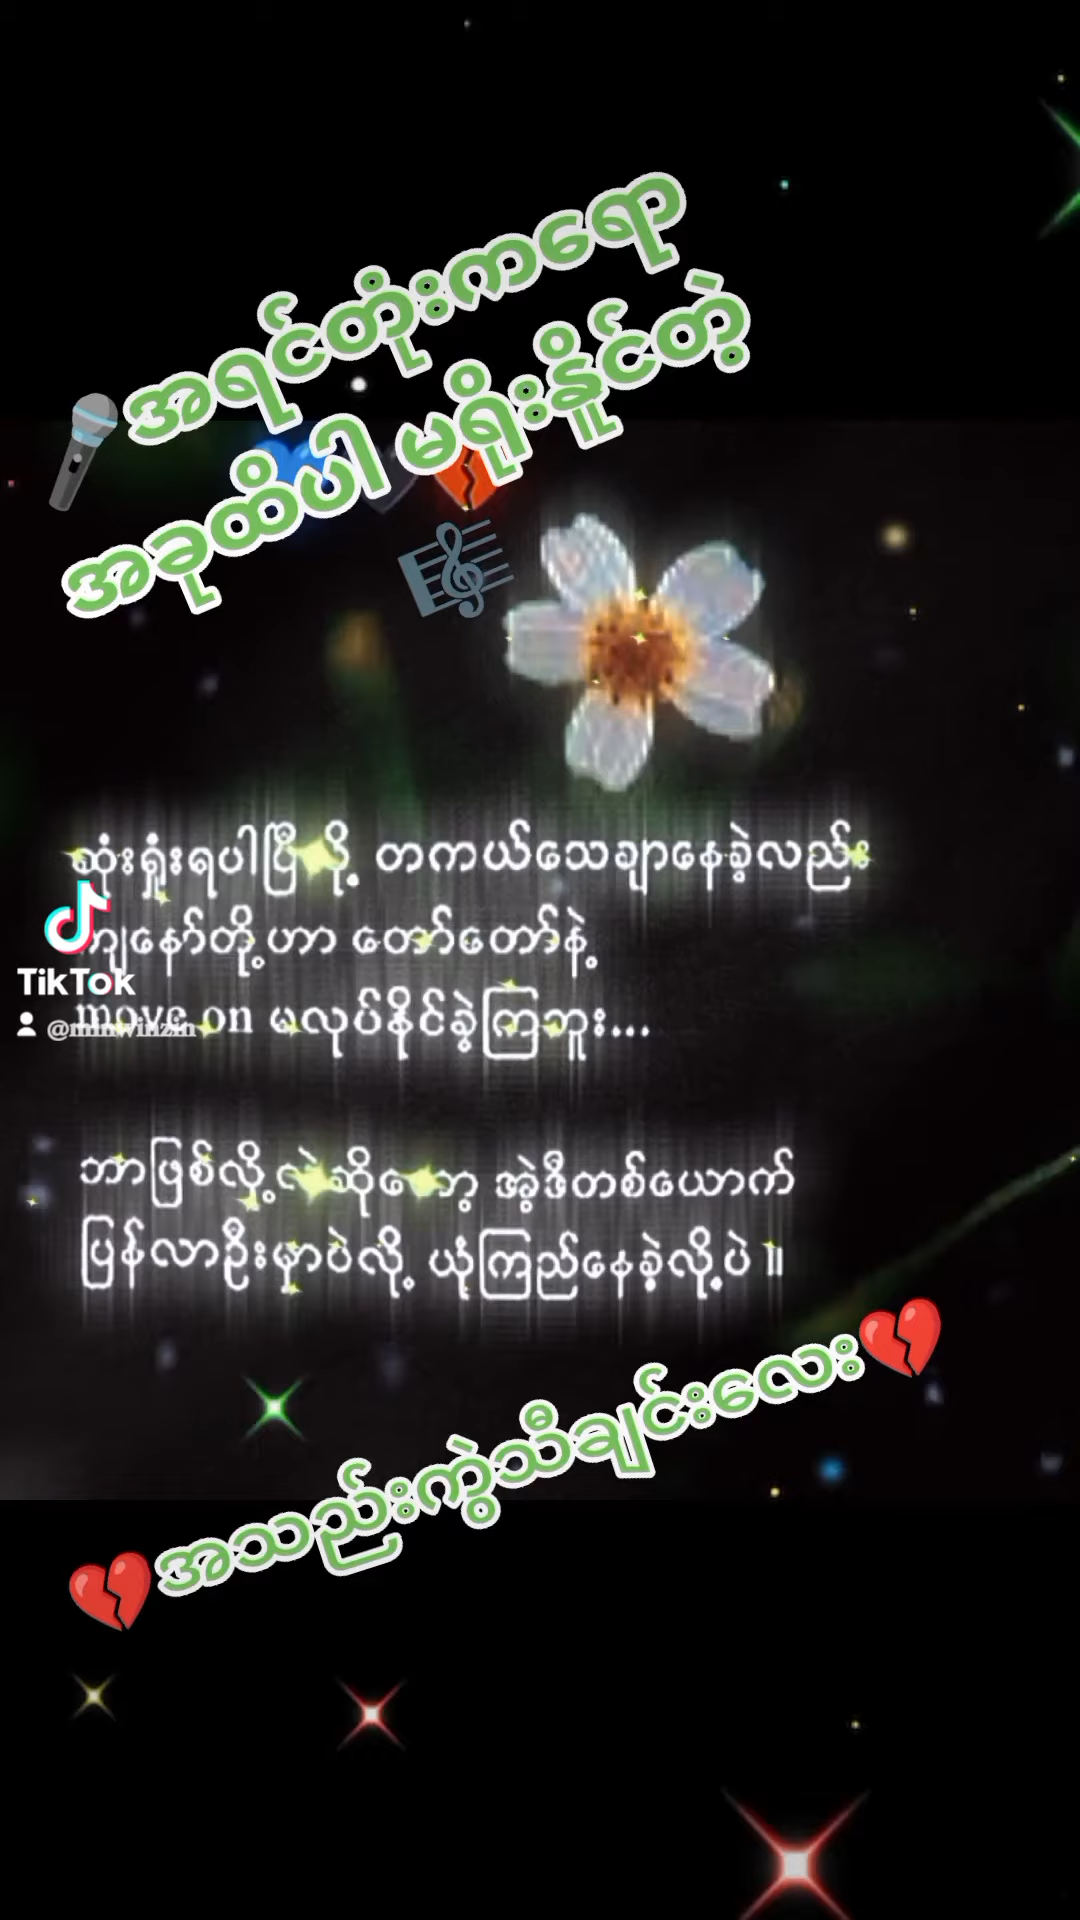 အရင်တုံးကရော
အခုထိပါ မရိုးနိူင်တဲ့
ဆုံးရှုံးရပါပြီ တကယ်သေချာနေခဲ့လည်း
ကျနော်တို့ဟာ တော်တော်နဲ့
move on မလုပ်နိုင်ခဲ့ကြဘူး...
ဘာဖြစ်လို့လဲဆိုတော့ အဲ့ဒီတစ်ယောက်
ပြန်လာဦးမှာပဲလို့ ယုံကြည်နေခဲ့လို့ပဲ ။
အသည်းကွဲသီချင်းလေး
TikTok
@minwinzin